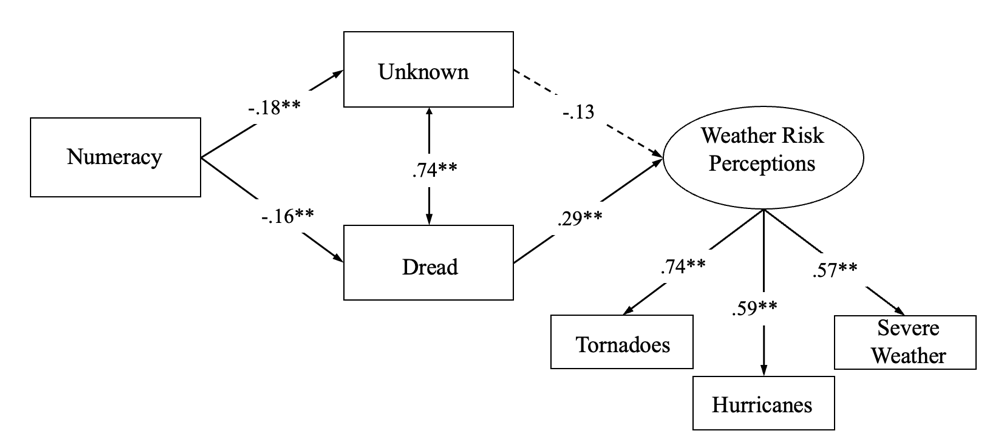 Unknown
-.18**
-.13
Numeracy
.74**
Weather Risk
Perceptions
-.16**
.29**
Dread
.74**
.59**
.57**
Tornadoes
Hurricanes
Severe
Weather